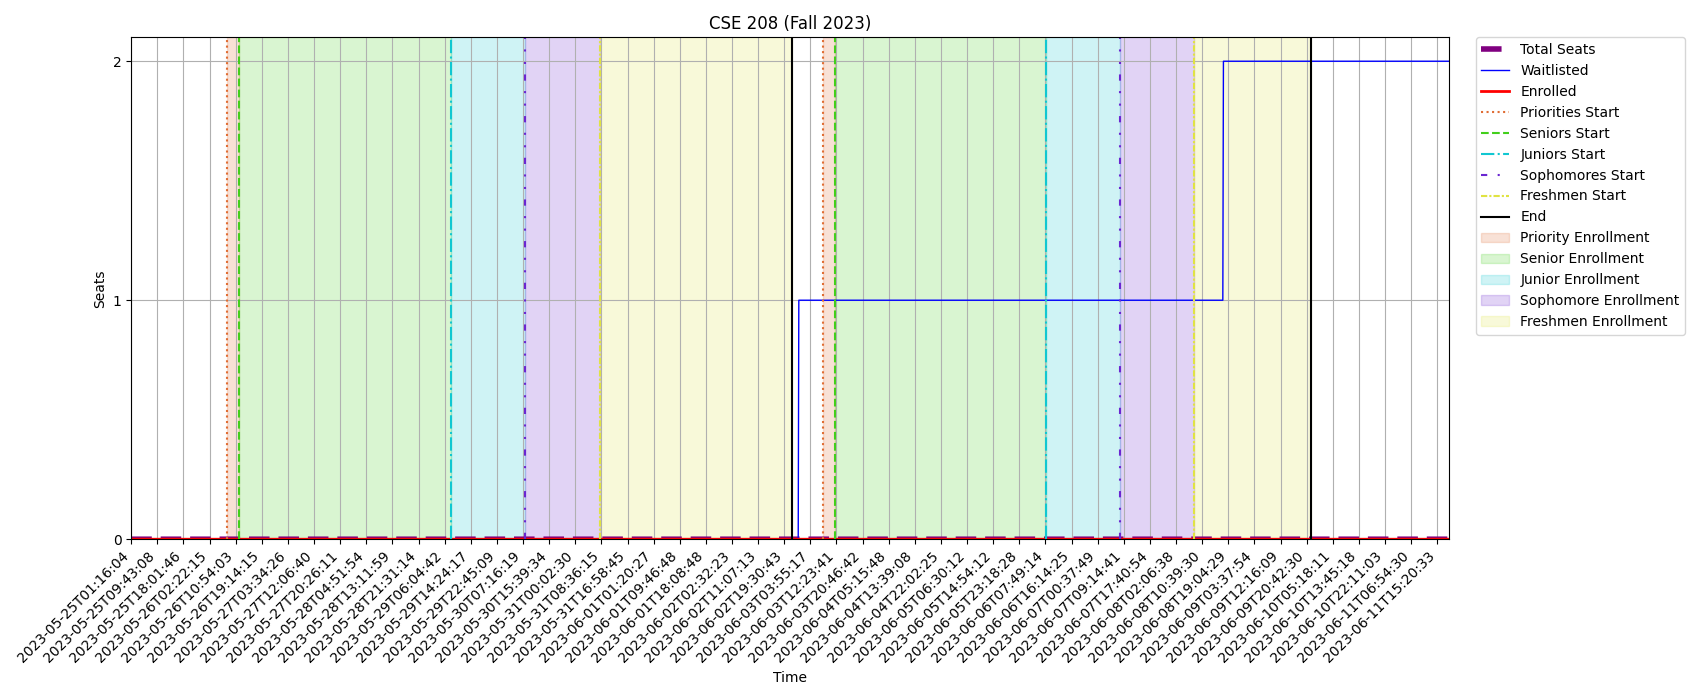 CSE 208 (Fall 2023)
Seats
2
1
0
2023-05-25T01:16:04
2023-05-25T09:43:08
2023-05-25T18:01:46
2023-05-26T02:22:15
2023-05-26T10:54:03
2023-05-26T19:14:15
2023-05-27T03:34:26
2023-05-27T12:06:40
2023-05-27T20:26:11
2023-05-28T04:51:54
2023-05-28T13:11:59
2023-05-28T21:31:14
2023-05-29T06:04:42
2023-05-29T14:24:17
2023-05-29T22:45:09
2023-05-30T07:16:19
2023-05-30T15:39:34
2023-05-31T00:02:30
2023-05-31T08:36:15
2023-05-31T16:58:45
2023-06-01T01:20:27
2023-06-01T09:46:48
2023-06-01T18:08:48
2023-06-02T02:32:23
2023-06-02T11:07:13
2023-06-02T19:30:43
2023-06-03T03:55:17
2023-06-03T12:23:41
2023-06-03T20:46:42
2023-06-04T05:15:48
2023-06-04T13:39:08
2023-06-04T22:02:25
2023-06-05T06:30:12
2023-06-05T14:54:12
2023-06-05T23:18:28
2023-06-06T07:49:14
2023-06-06T16:14:25
2023-06-07T00:37:49
2023-06-07T09:14:41
2023-06-07T17:40:54
2023-06-08T02:06:38
2023-06-08T10:39:30
2023-06-08T19:04:29
2023-06-09T03:37:54
2023-06-09T12:16:09
2023-06-09T20:42:30
2023-06-10T05:18:11
2023-06-10T13:45:18
2023-06-10T22:11:03
2023-06-11T06:54:30
2023-06-11T15:20:33
Time
Total Seats
Waitlisted
Enrolled
Priorities Start
Seniors Start
Juniors Start
Sophomores Start
Freshmen Start
End
Priority Enrollment
Senior Enrollment
Junior Enrollment
Sophomore Enrollment
Freshmen Enrollment